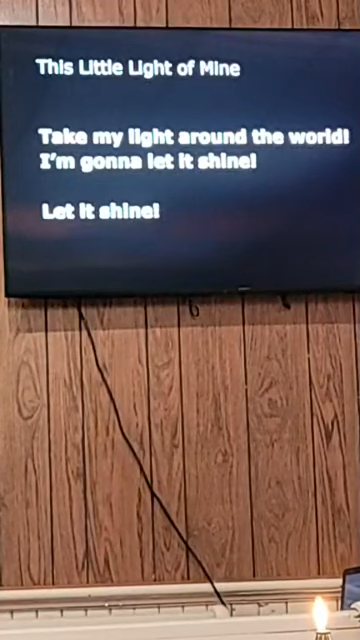 This Little Light of Mine
Take my light around the world!
I'm gonna let it shine!
Let it shine!